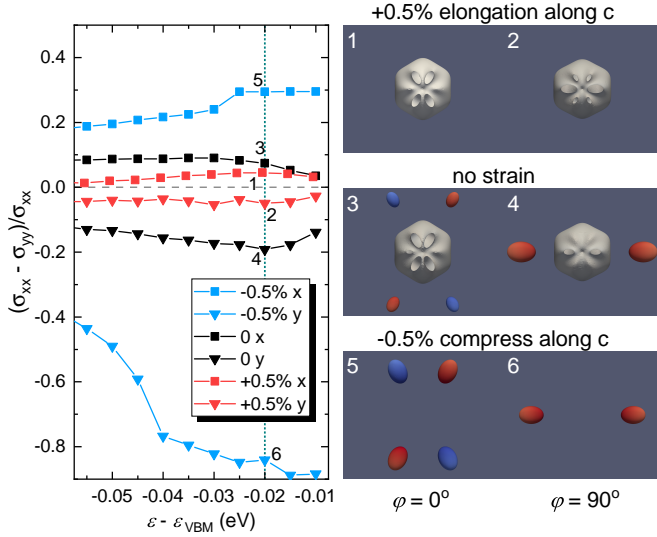 +0.5% elongation along c
1
2
no strain
3
4
-0.5% compress along c
5
6
φ = 0º
φ = 90º
(σxx - σyy)/σxx
0.4
0.2
0.0
-0.2
-0.4
-0.6
-0.8
5
3
1
2
4
6
-0.5% x
-0.5% y
0 x
0 y
+0.5% x
+0.5% y
-0.05
-0.04
-0.03
-0.02
-0.01
ε - εVBM (eV)